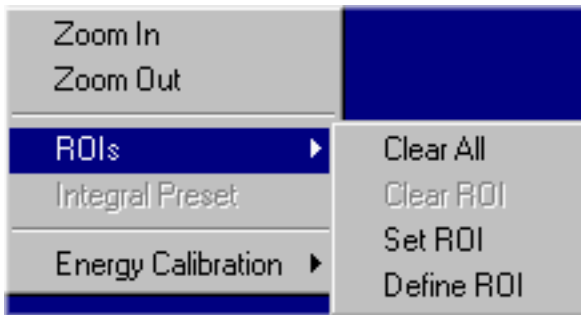 Zoom In
Zoom Out
ROIs
Integral Preset
Energy Calibration
Clear All
Clear ROI
Set ROI
Define ROI